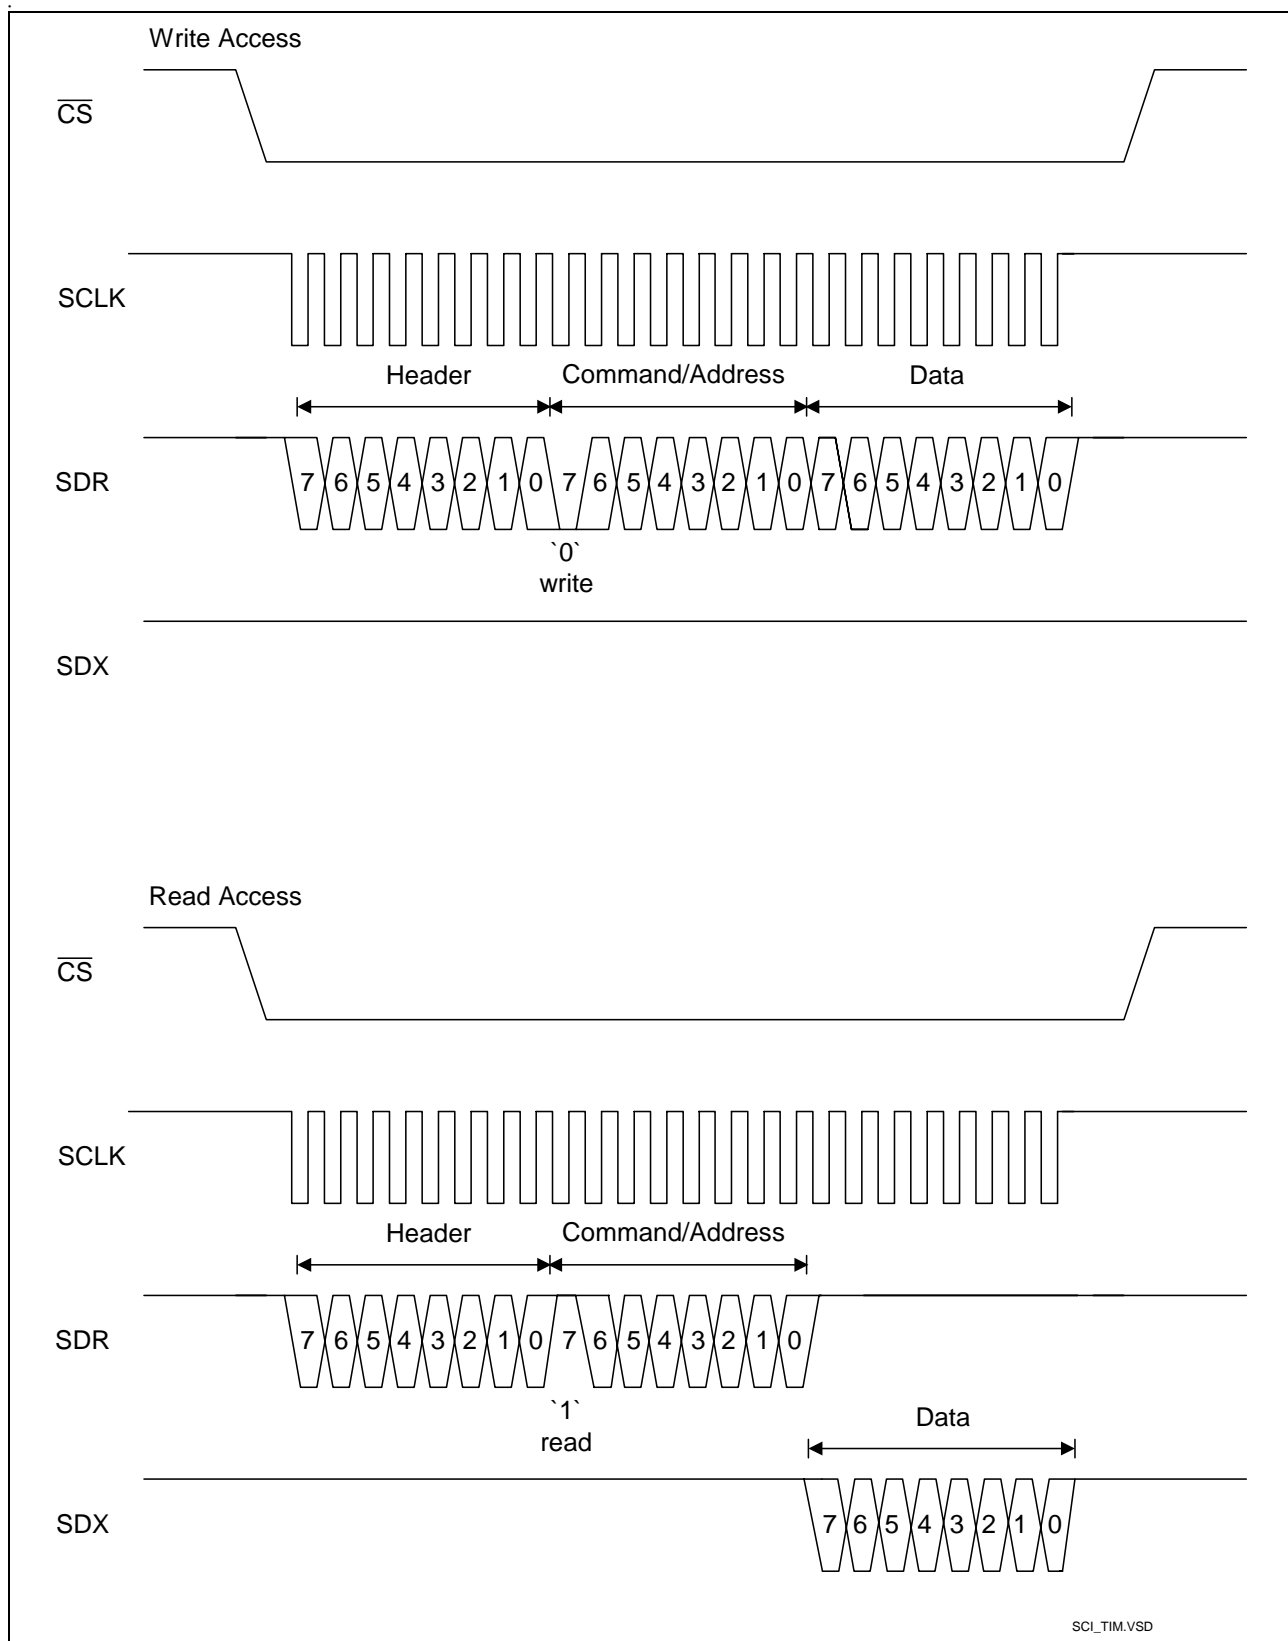 Write Access
CS
SCLK
Header Command/Address Data
SDR
7 6 5 4 3 2 1 0 7 6 5 4 3 2 1 0 7 6 5 4 3 2 1 0
`0`
write
SDX
Read Access
CS
SCLK
Header Command/Address
SDR
7 6 5 4 3 2 1 0 7 6 5 4 3 2 1 0
`1`
read
Data
SDX
7 6 5 4 3 2 1 0
SCI_TIM.VSD